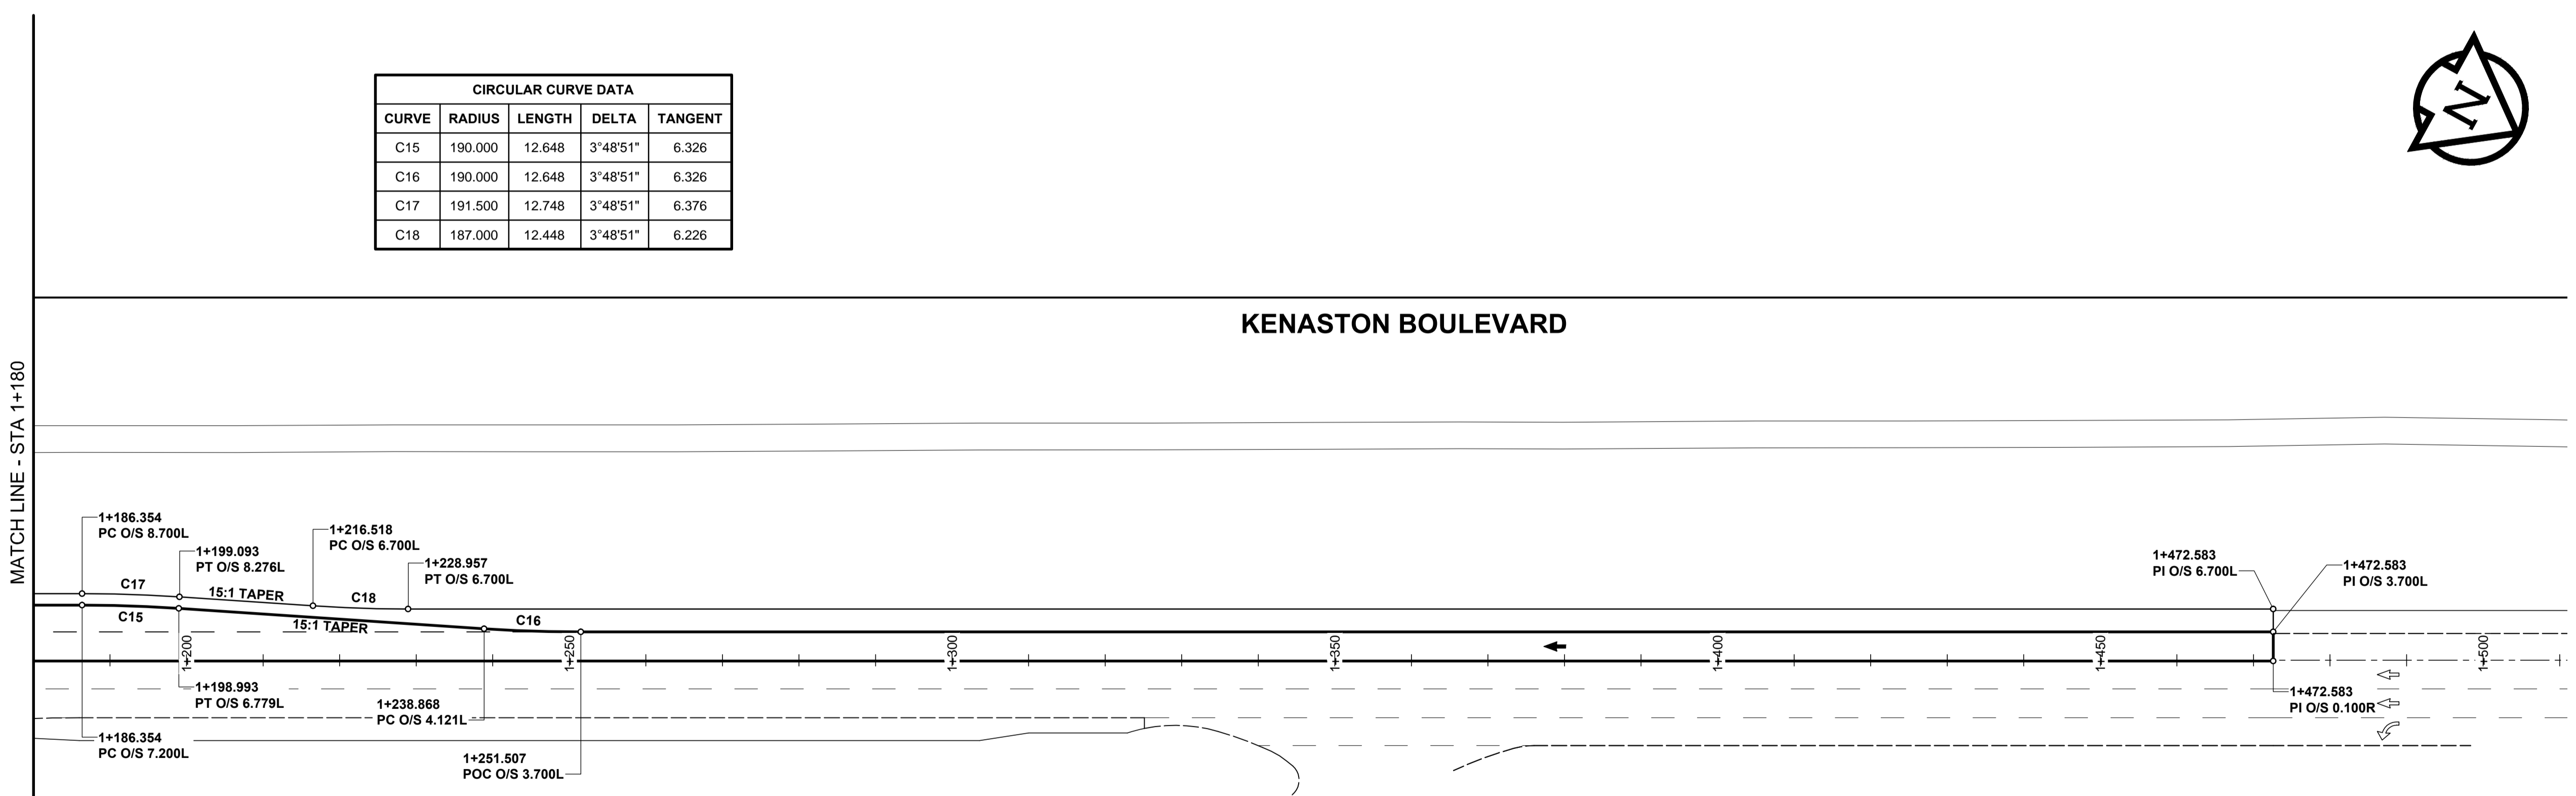 CIRCULAR CURVE DATA
CURVE RADIUS LENGTH DELTA TANGENT
C15 190.000 12.648 3°48'51" 6.326
C16 190.000 12.648 3°48'51" 6.326
C17 191.500 12.748 3°48'51" 6.376
C18 187.000 12.448 3°48'51" 6.226
N
KENASTON BOULEVARD
MATCH LINE - STA 1+180
1+186.354
PC O/S 8.700L
1+199.093
PT O/S 8.276L
1+216.518
PC O/S 6.700L
1+228.957
PT O/S 6.700L
1+472.583
PI O/S 6.700L
1+472.583
PI O/S 3.700L
C17
15:1 TAPER
C18
C15
15:1 TAPER
C16
1+200
1+250
1+300
1+350
1+400
1+450
1+500
1+198.993
PT O/S 6.779L
1+238.868
PC O/S 4.121L
1+472.583
PI O/S 0.100R
1+186.354
PC O/S 7.200L
1+251.507
POC O/S 3.700L